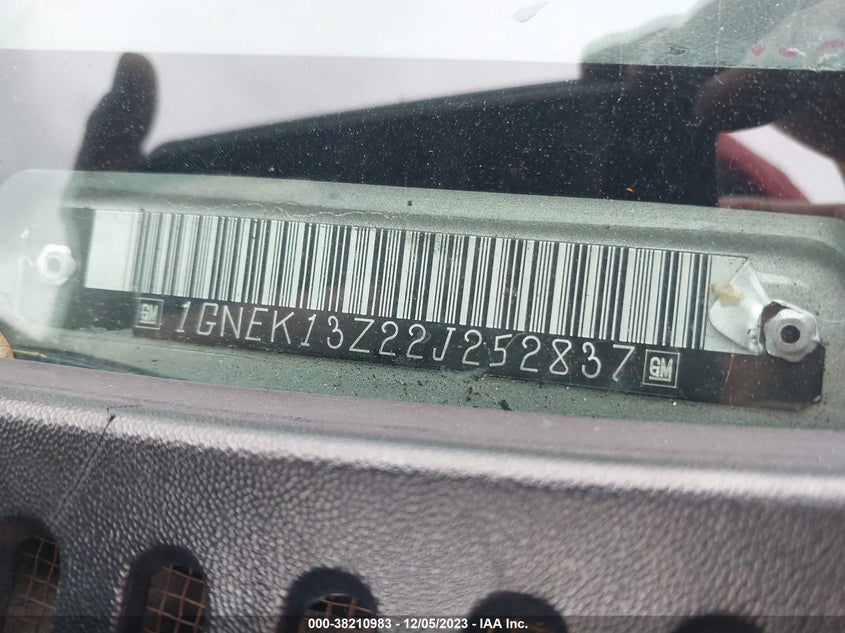 GM 1GNEK13Z22J252837 GM
000-38210983 - 12/05/2023 - IAA Inc.